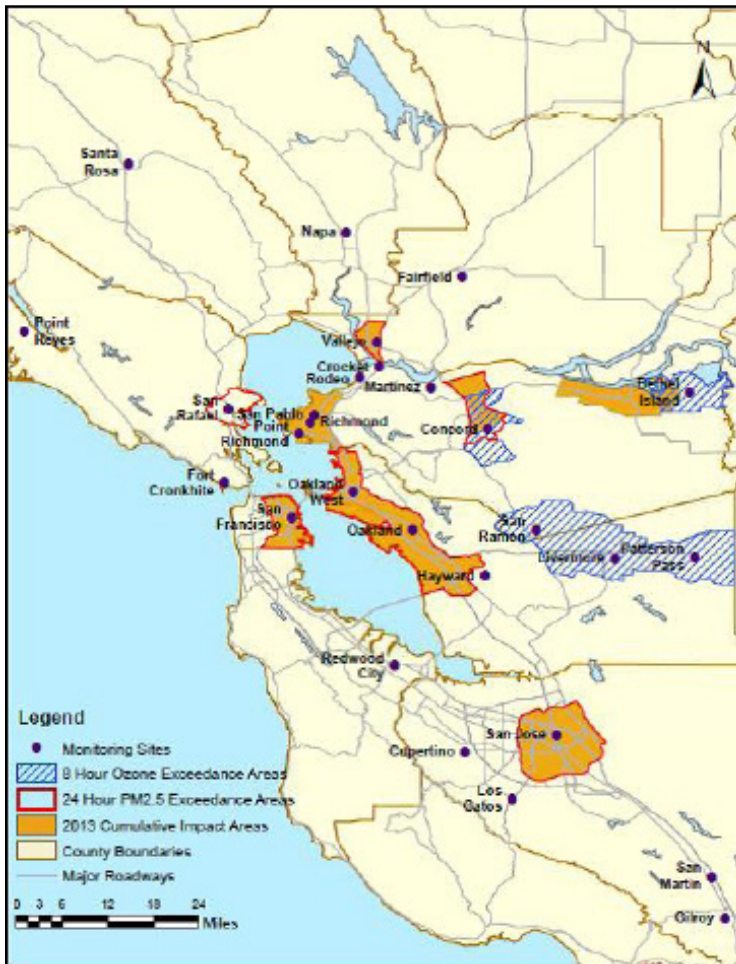 N
Santa
Rosa
Napa
Fairfield
Point
Reyes
Vallejo
Crocket
Rodeo
Martinez
Bethel
Island
San
Rafael
San Pablo
Point
Richmond
Richmond
Concord
Fort
Cronkhite
Oakland
West
San
Francisco
Oakland
San
Ramon
Livermore
Patterson
Pass
Hayward
Redwood
City
San Jose
Cupertino
Los
Gatos
San
Martin
Gilroy
Legend
Monitoring Sites
8 Hour Ozone Exceedance Areas
24 Hour PM2.5 Exceedance Areas
2013 Cumulative Impact Areas
County Boundaries
Major Roadways
0 3 6 12 18 24
Miles